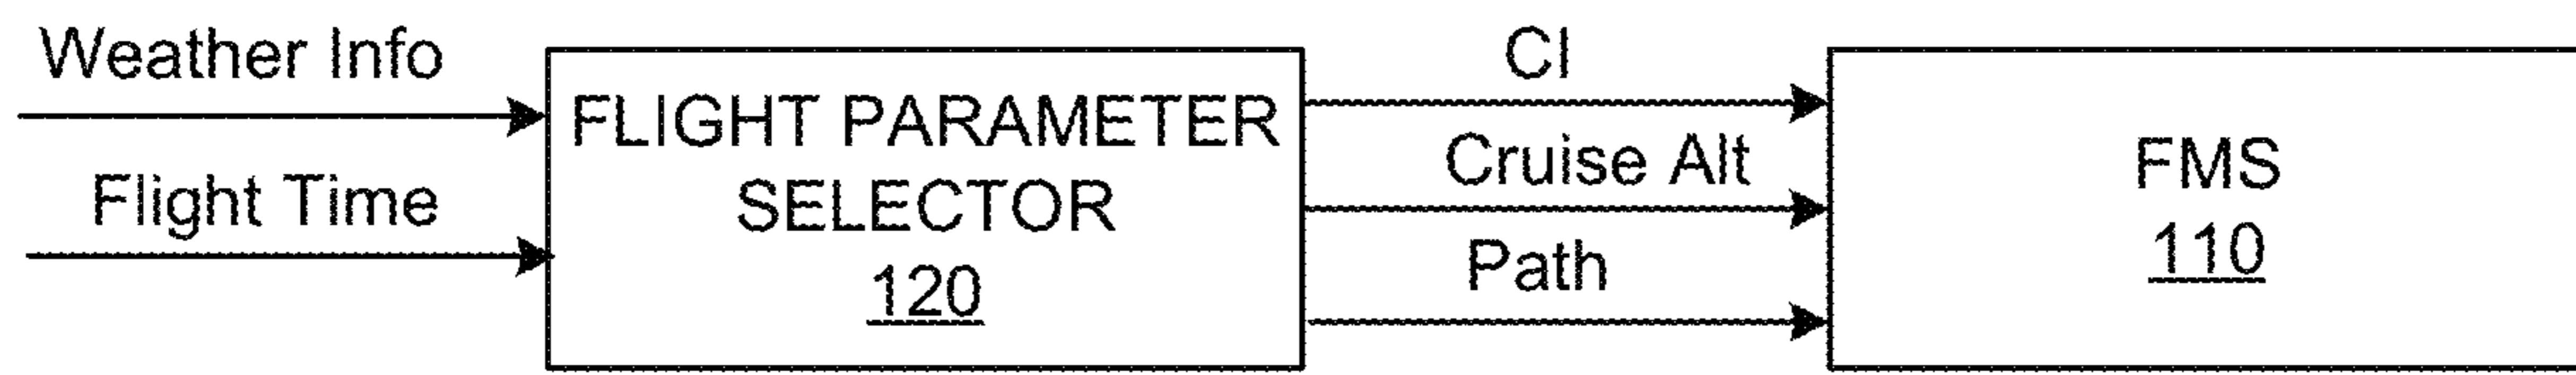 Weather Info
Flight Time
FLIGHT PARAMETER
SELECTOR
120
CI
Cruise Alt
Path
FMS
110